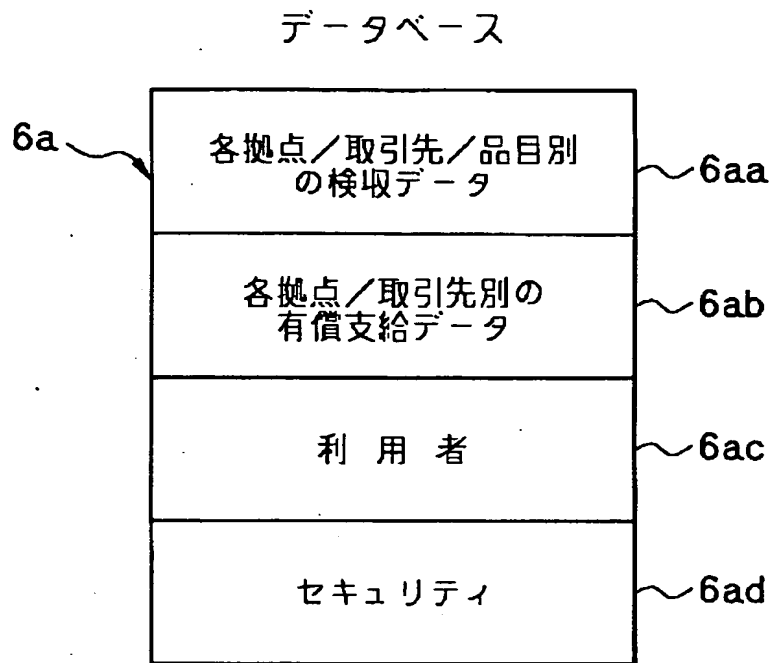 データベース
6a
各拠点／取引先／品目別
の検収データ
6aa
各拠点／取引先別の
有償支給データ
6ab
利用者
6ac
セキュリティ
6ad